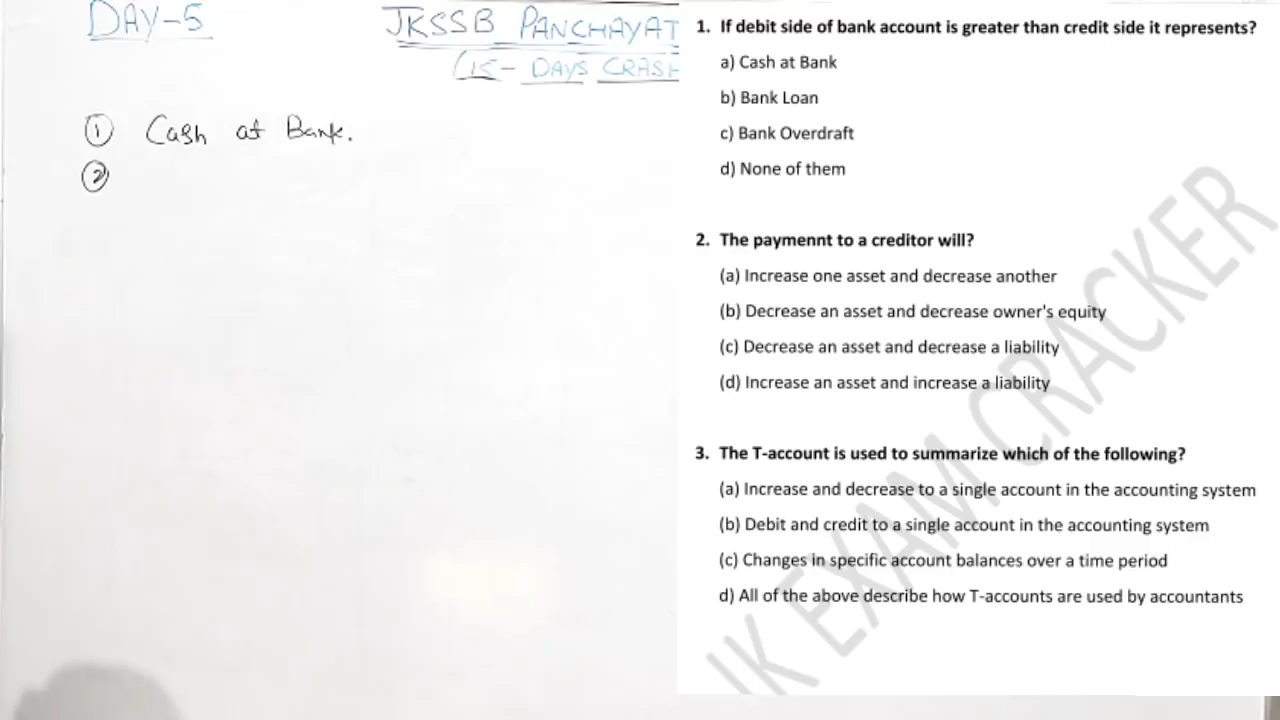 DAY-5
JKSSB PANCHAYAT
(15- DAYS CRASH
① Cash at Bank.
②
1. If debit side of bank account is greater than credit side it represents?
a) Cash at Bank
b) Bank Loan
c) Bank Overdraft
d) None of them
2. The paymennt to a creditor will?
(a) Increase one asset and decrease another
(b) Decrease an asset and decrease owner's equity
(c) Decrease an asset and decrease a liability
(d) Increase an asset and increase a liability
3. The T-account is used to summarize which of the following?
(a) Increase and decrease to a single account in the accounting system
(b) Debit and credit to a single account in the accounting system
(c) Changes in specific account balances over a time period
d) All of the above describe how T-accounts are used by accountants
JK EXAM CRACKER